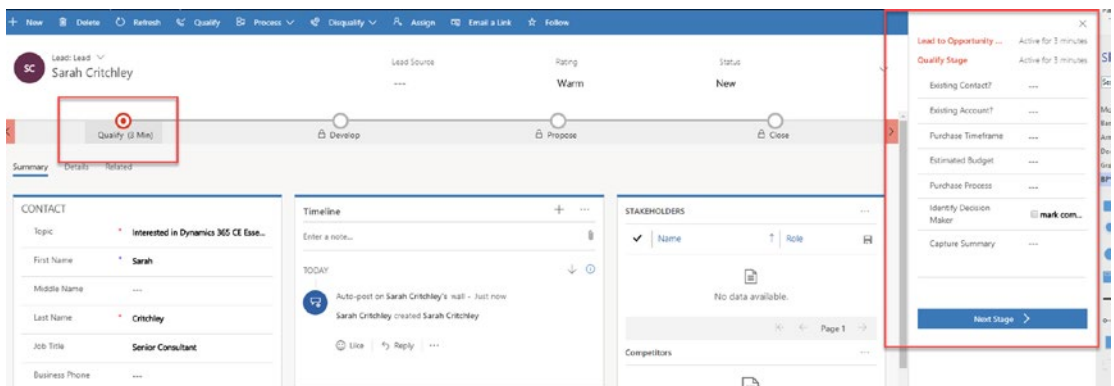 New Delete Refresh Qualify Process Disqualify Assign Email a Link Follow
SC
Lead: Lead
Sarah Critchley
Lead Source
---
Rating
Warm
Status
New
Qualify (3 Min)
Develop
Propose
Close
Summary Details Related
CONTACT
Topic * Interested in Dynamics 365 CE Esse...
First Name * Sarah
Middle Name ---
Last Name * Critchley
Job Title Senior Consultant
Business Phone ---
Timeline
Enter a note...
TODAY
Auto-post on Sarah Critchley's wall - Just now
Sarah Critchley created Sarah Critchley
Like Reply ...
STAKEHOLDERS
Name Role
No data available.
Page 1
Competitors
Lead to Opportunity ... Active for 3 minutes
Qualify Stage Active for 3 minutes
Existing Contact? ---
Existing Account? ---
Purchase Timeframe ---
Estimated Budget ---
Purchase Process ---
Identify Decision
Maker
mark com...
Capture Summary ---
Next Stage